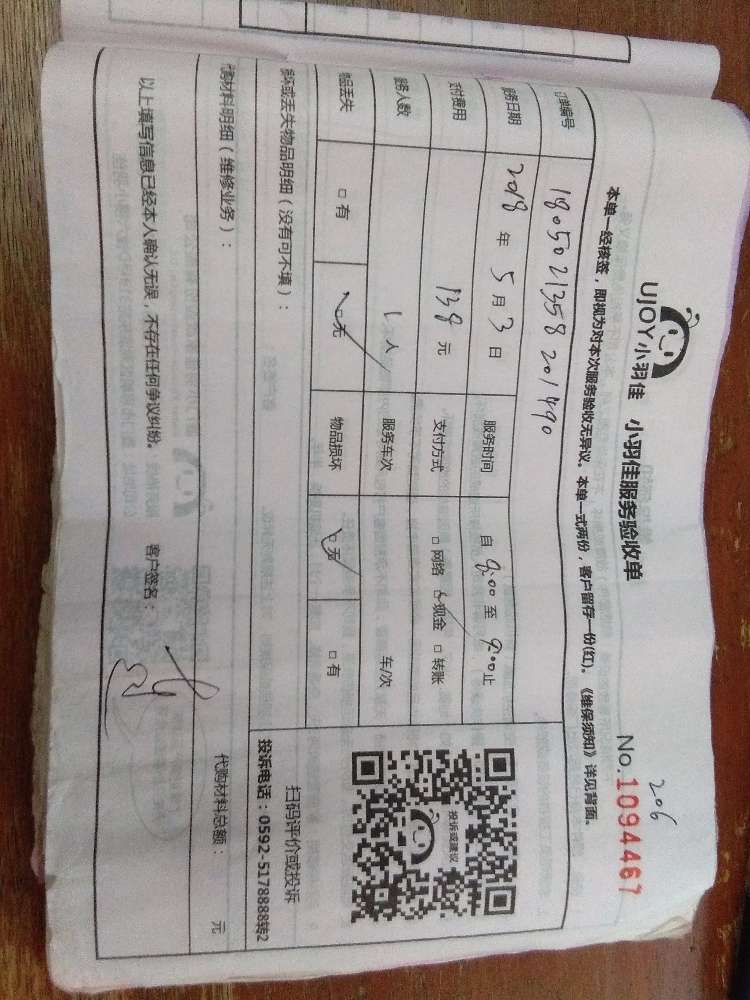 UJOY小羽佳 小羽佳服务验收单
206
No.1094467
本单一经核签，即视为对本次服务验收无异议。本单一式两份，客户留存一份(红)。《维保须知》详见背面。
订单编号 1805021358201490
服务日期 2018 年 5 月 3 日 服务时间 自 8:00 至 9:00 止
支付费用 138 元 支付方式 □ 网络 □ 现金 □ 转账
服务人数 1 人 服务车次 车/次
物品丢失 □ 有 □ 无 物品损坏 □ 无 □ 有
投诉或建议
扫码评价或投诉
投诉电话：0592-5178888转2
损坏或丢失物品明细（没有可不填）：
代购材料明细（维修业务）：
代购材料总额： 元
以上填写信息已经本人确认无误，不存在任何争议纠纷。 客户签名：